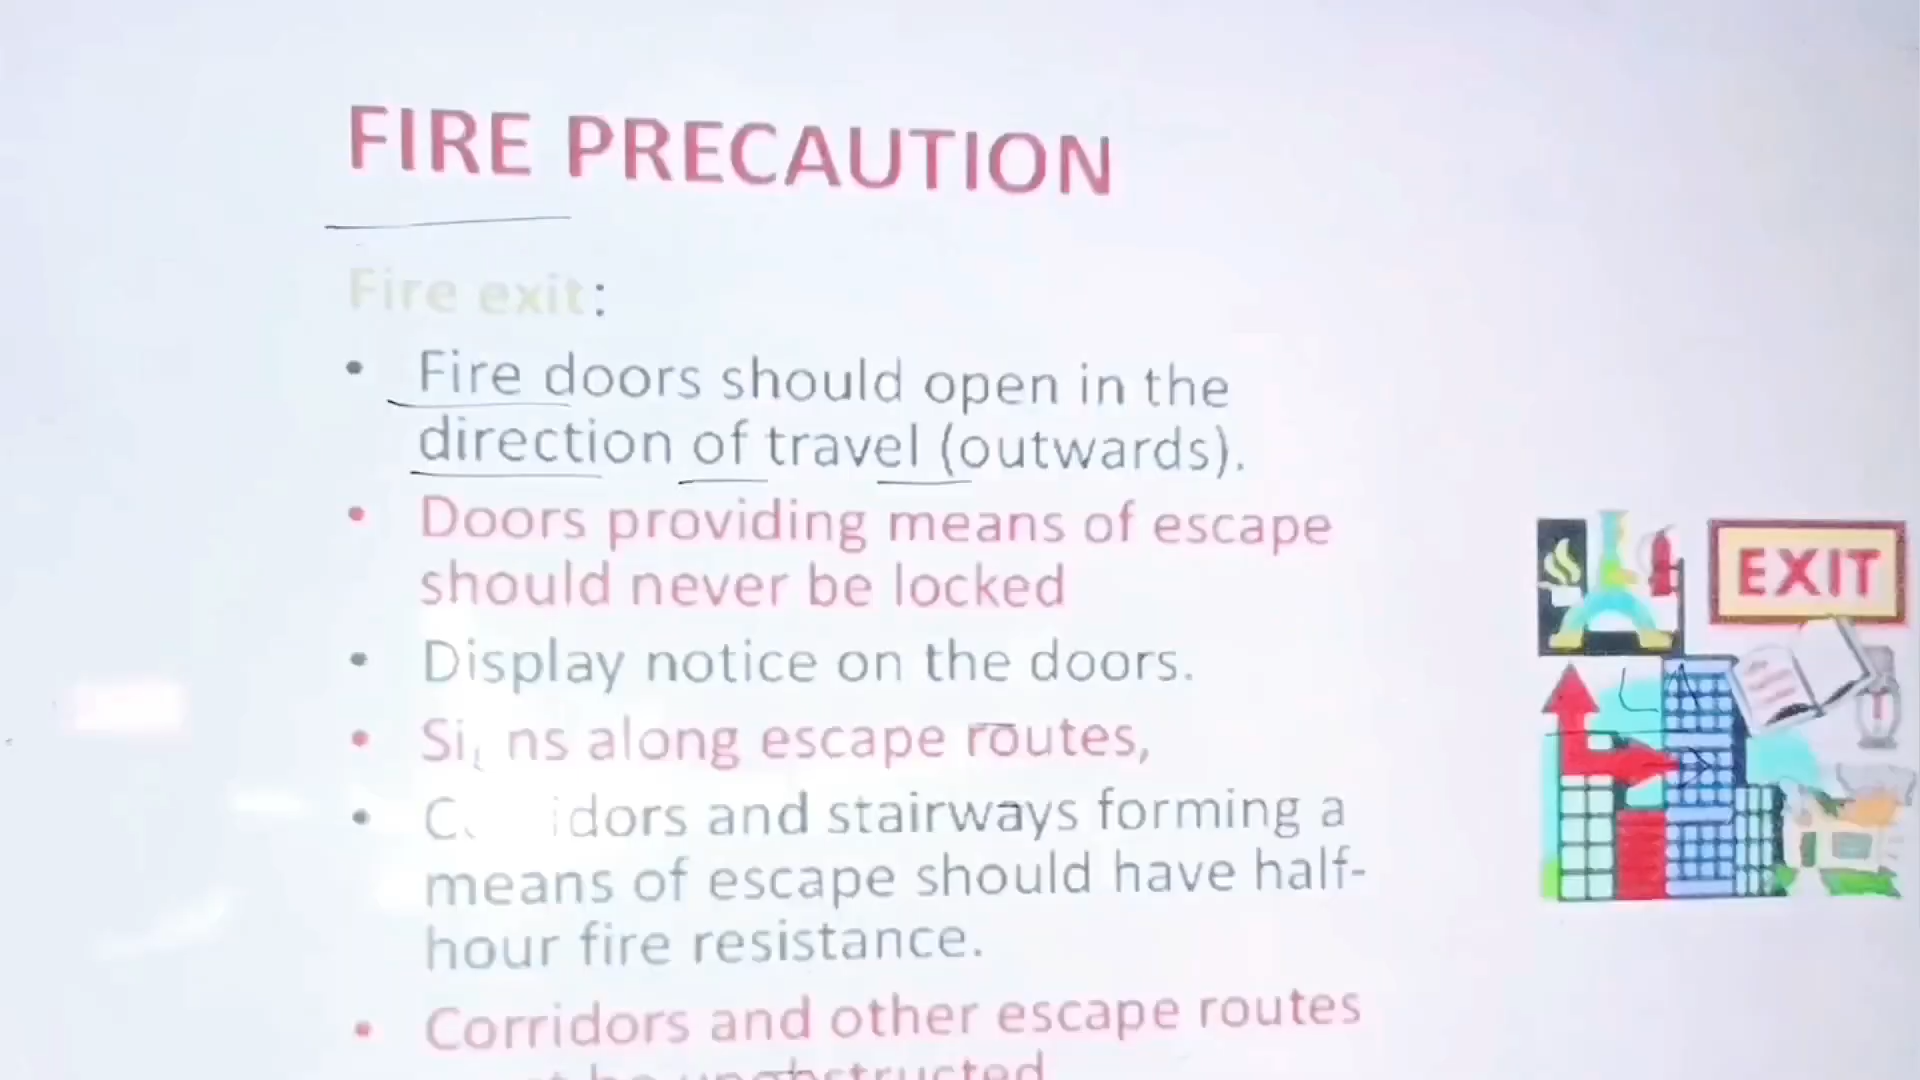 FIRE PRECAUTION
Fire exit:
• Fire doors should open in the
direction of travel (outwards).
• Doors providing means of escape
should never be locked
• Display notice on the doors.
EXIT
• along escape routes,
• and stairways forming a
means of escape should have half-
hour fire resistance.
• Corridors and other escape routes
be unobstructed